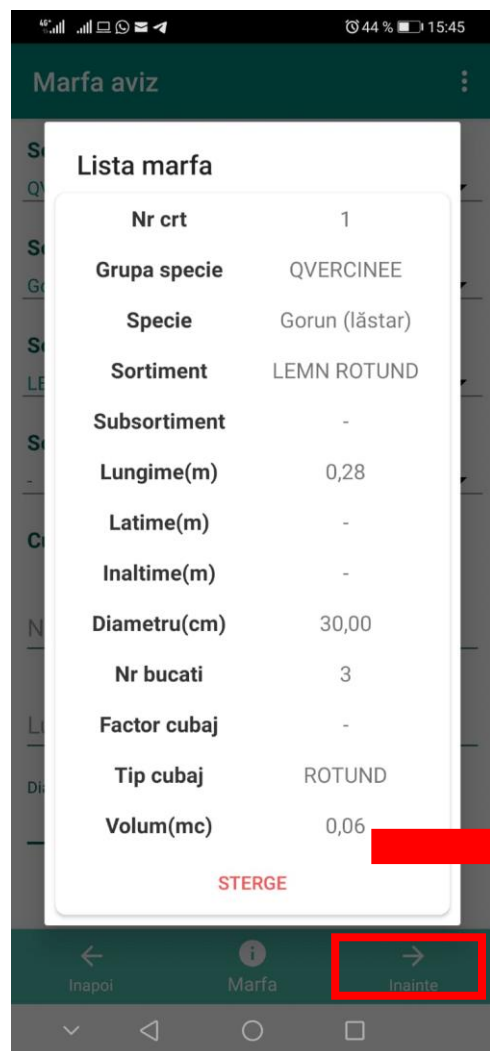 46+ 44 % 15:45
Marfa aviz
Lista marfa
Nr crt 1
Grupa specie QVERCINEE
Specie Gorun (lăstar)
Sortiment LEMN ROTUND
Subsortiment -
Lungime(m) 0,28
Latime(m) -
Inaltime(m) -
Diametru(cm) 30,00
Nr bucati 3
Factor cubaj -
Tip cubaj ROTUND
Volum(mc) 0,06
STERGE
Inapoi Marfa Inainte